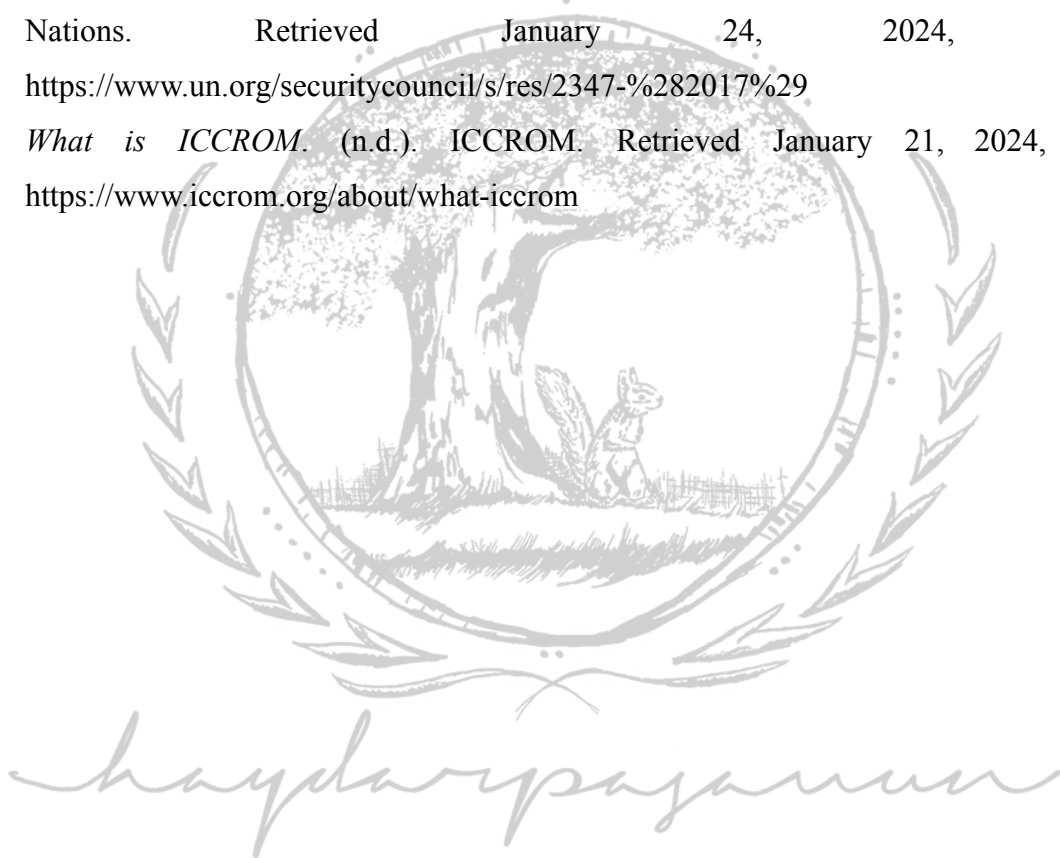 Nations. Retrieved January 24, 2024,
https://www.un.org/securitycouncil/s/res/2347-%282017%29
What is ICCROM. (n.d.). ICCROM. Retrieved January 21, 2024,
https://www.iccrom.org/about/what-iccrom
haydarpaşamun